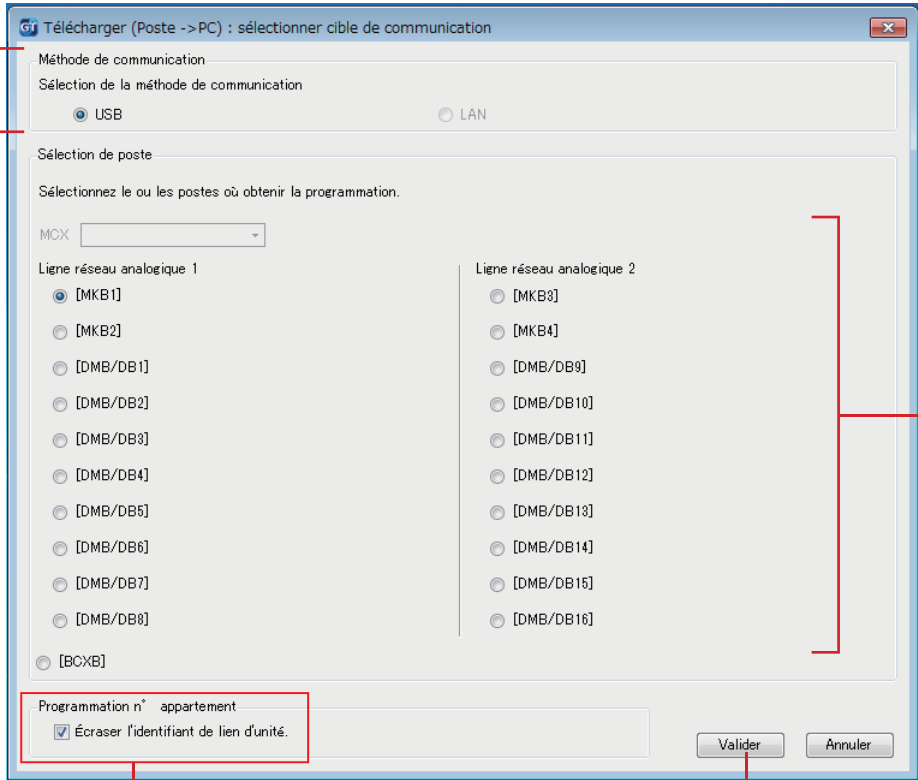 GT Télécharger (Poste ->PC) : sélectionner cible de communication
Méthode de communication
Sélection de la méthode de communication
USB
LAN
Sélection de poste
Sélectionnez le ou les postes où obtenir la programmation.
MCX
Ligne réseau analogique 1
[MKB1]
[MKB2]
[DMB/DB1]
[DMB/DB2]
[DMB/DB3]
[DMB/DB4]
[DMB/DB5]
[DMB/DB6]
[DMB/DB7]
[DMB/DB8]
Ligne réseau analogique 2
[MKB3]
[MKB4]
[DMB/DB9]
[DMB/DB10]
[DMB/DB11]
[DMB/DB12]
[DMB/DB13]
[DMB/DB14]
[DMB/DB15]
[DMB/DB16]
[BCXB]
Programmation n° appartement
Écraser l'identifiant de lien d'unité.
Valider
Annuler